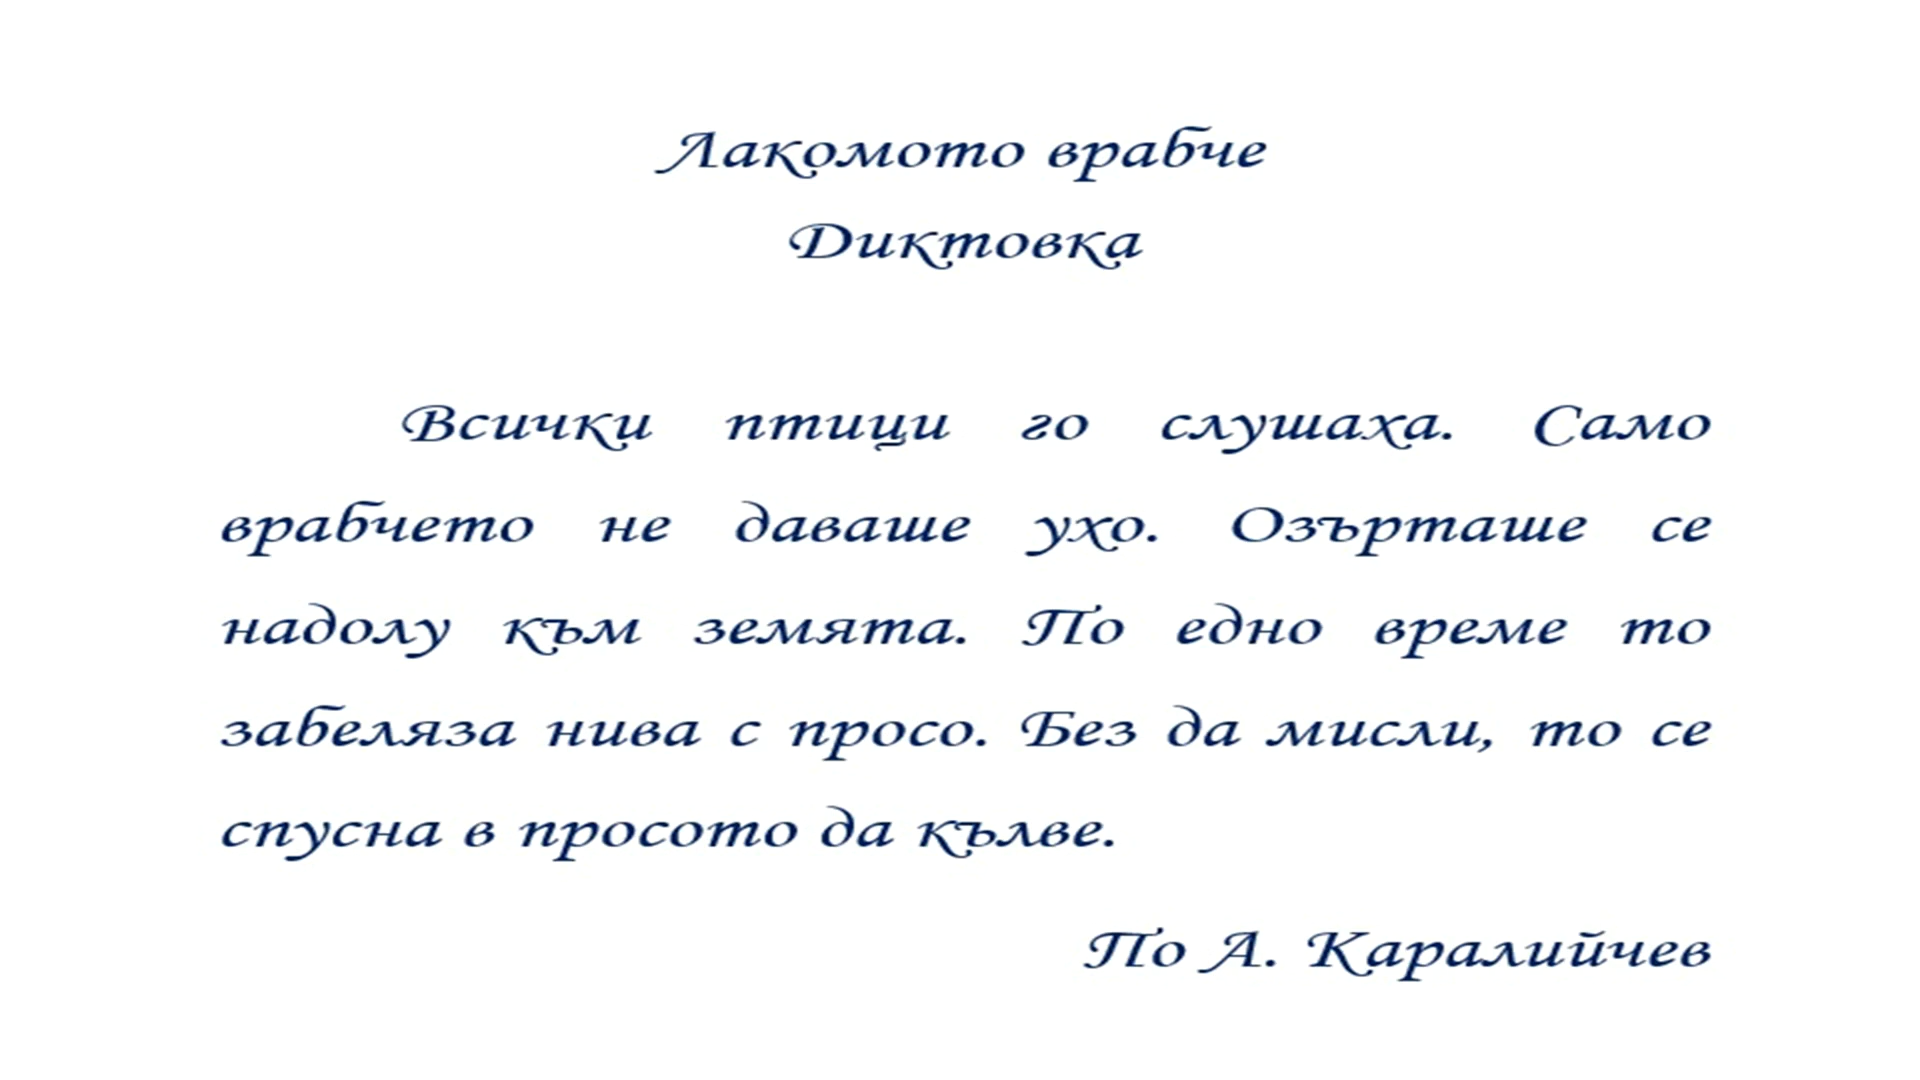 Лакомото врабче
Диктовка
Всички птици го слушаха. Само
врабчето не даваше ухо. Озърташе се
надолу към земята. По едно време то
забеляза нива с просо. Без да мисли, то се
спусна в просото да кълве.
По А. Каралийчев